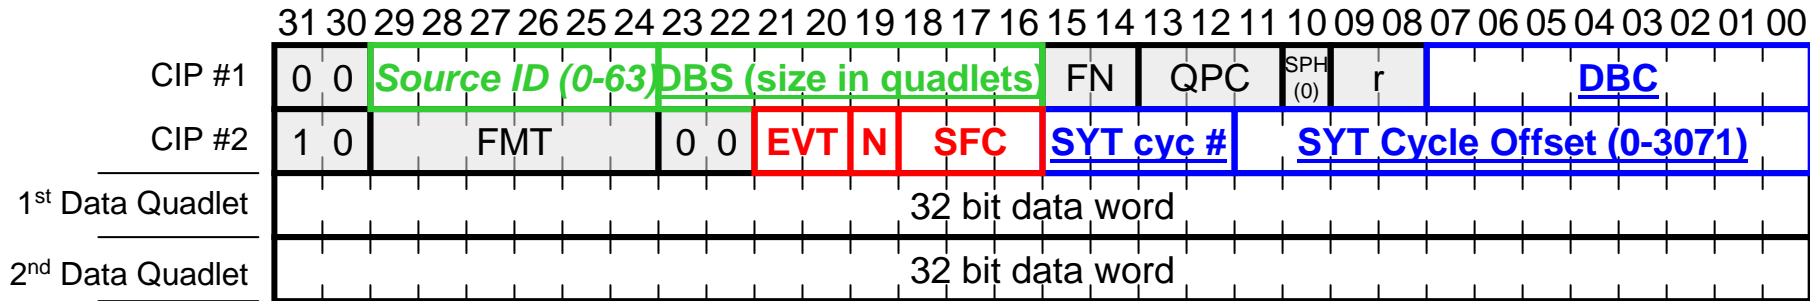 31 30 29 28 27 26 25 24 23 22 21 20 19 18 17 16 15 14 13 12 11 10 09 08 07 06 05 04 03 02 01 00
CIP #1 0 0 Source ID (0-63) DBS (size in quadlets) FN QPC SPH (0) r DBC
CIP #2 1 0 FMT 0 0 EVT N SFC SYT cyc # SYT Cycle Offset (0-3071)
1st Data Quadlet 32 bit data word
2nd Data Quadlet 32 bit data word